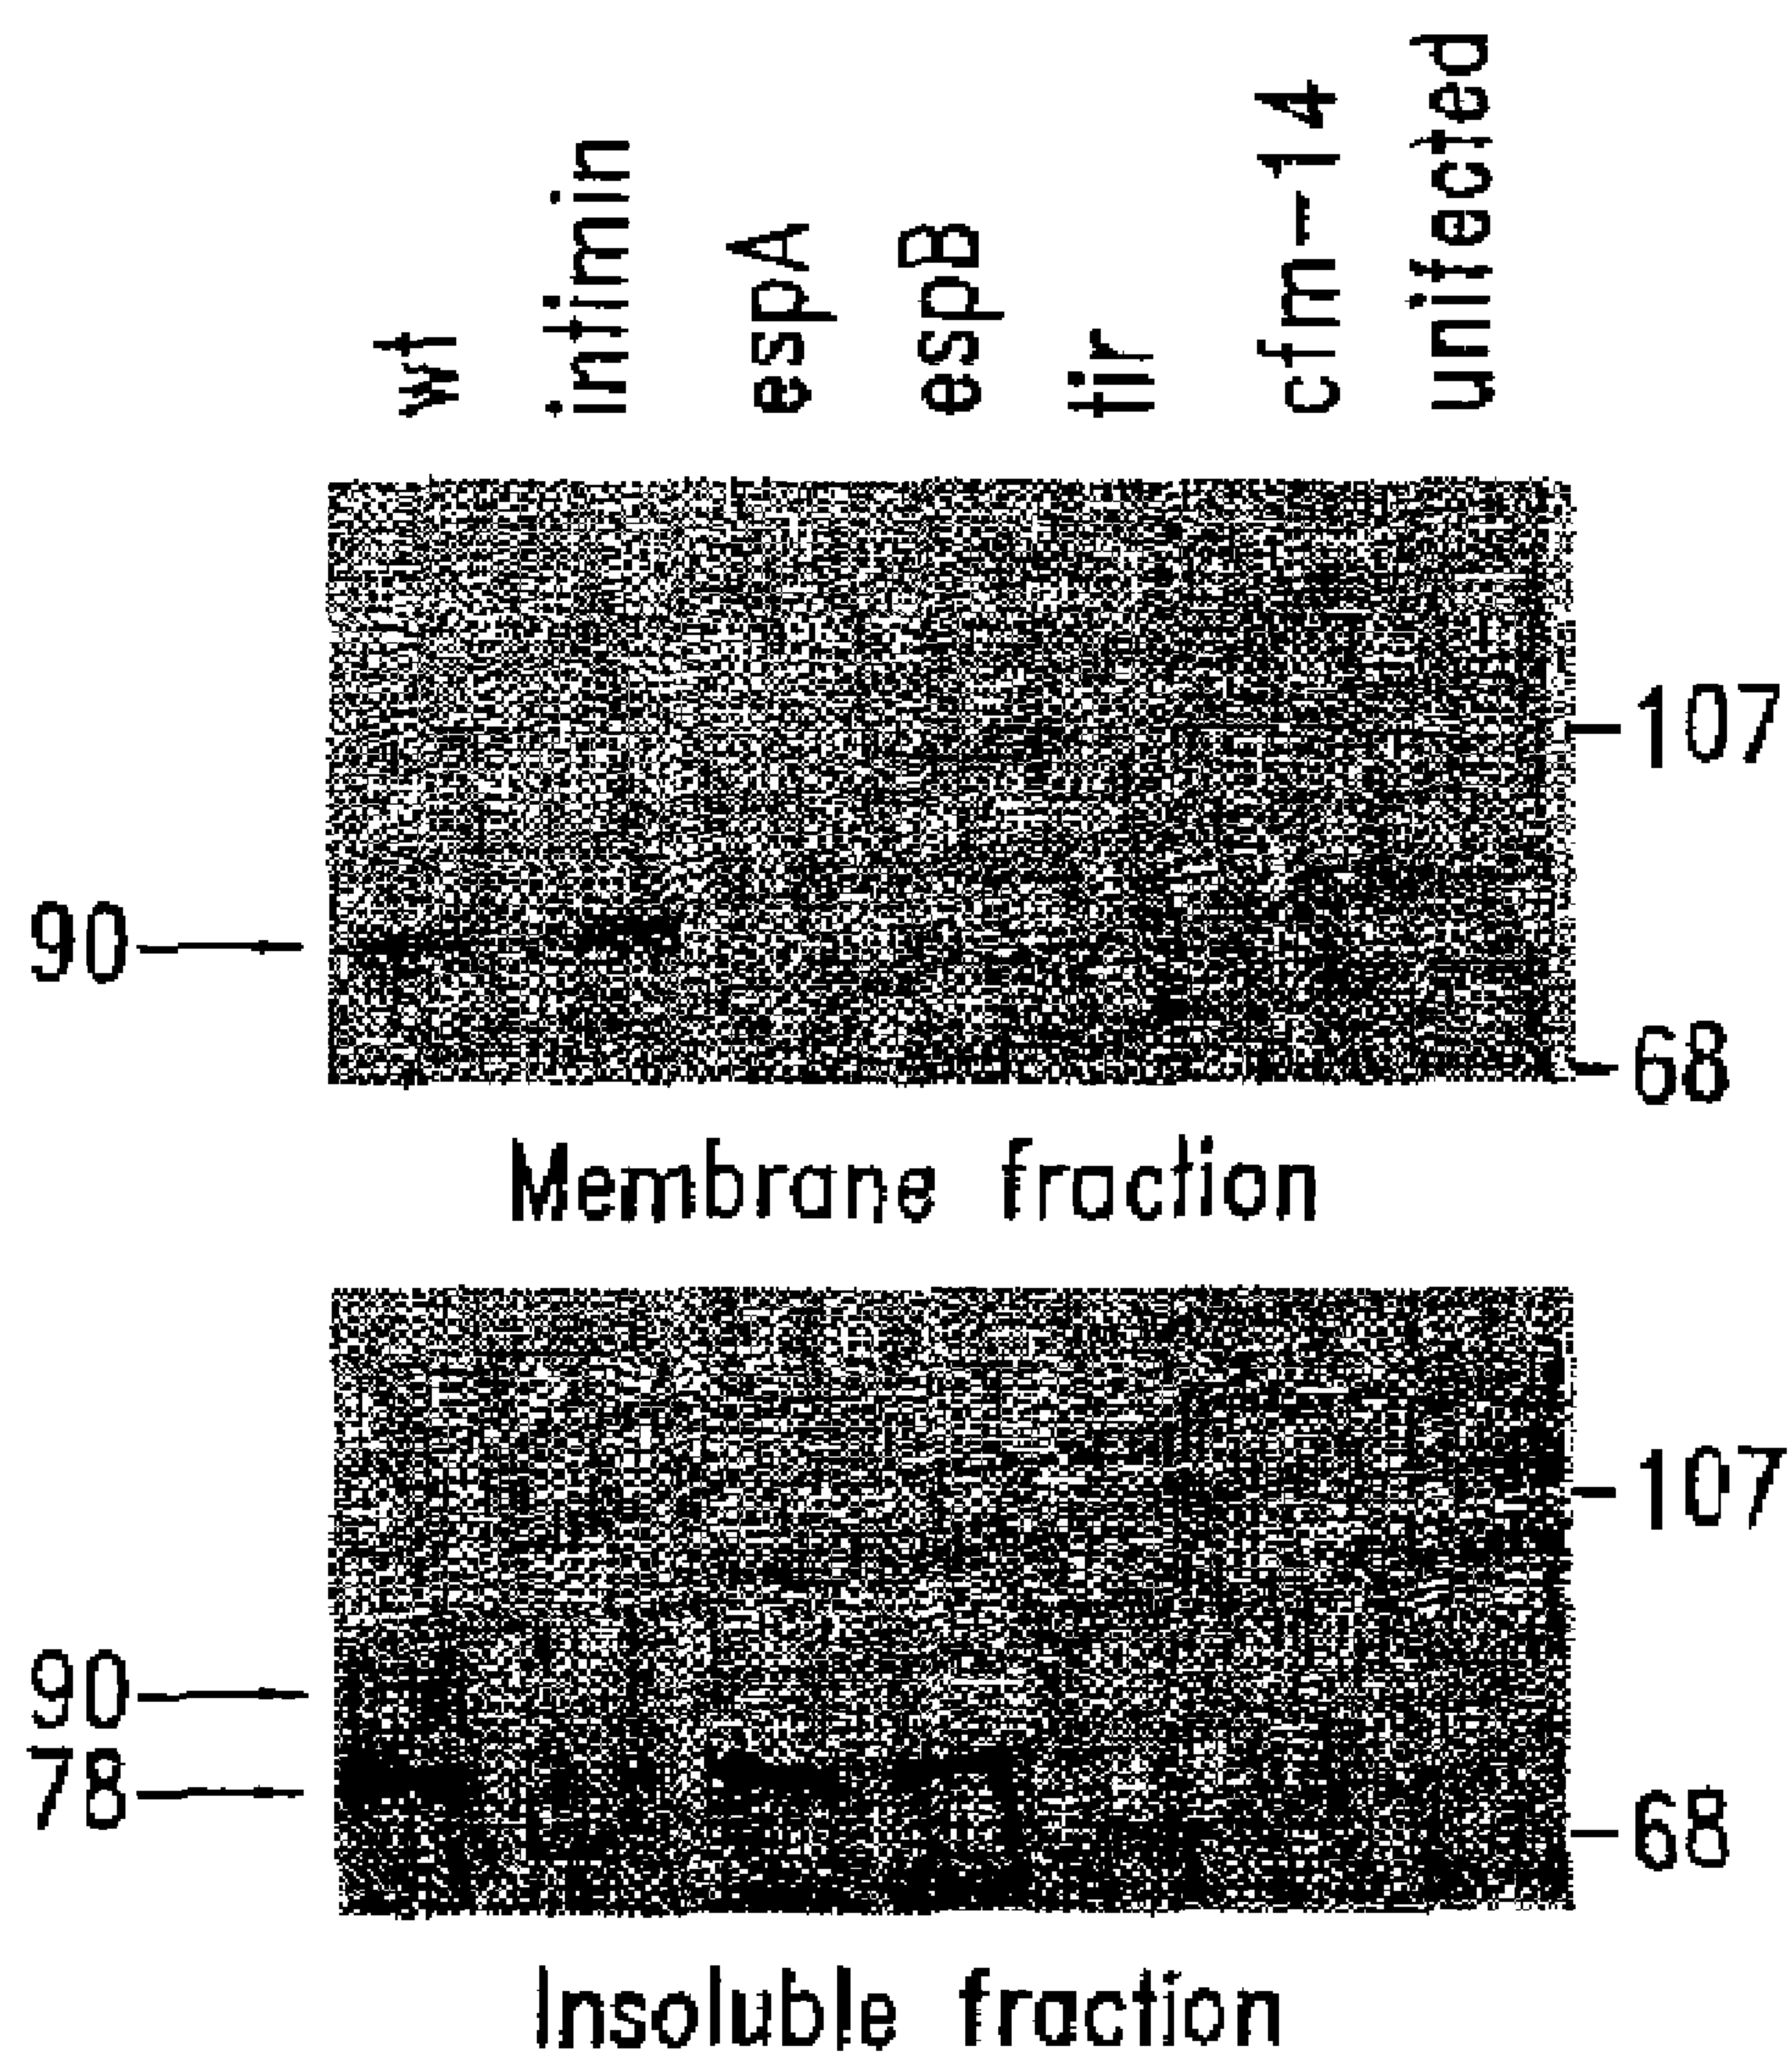 wt intimin espA espB tir cfm-14 unifected
107
90
68
Membrane fraction
107
90
78
68
Insoluble fraction